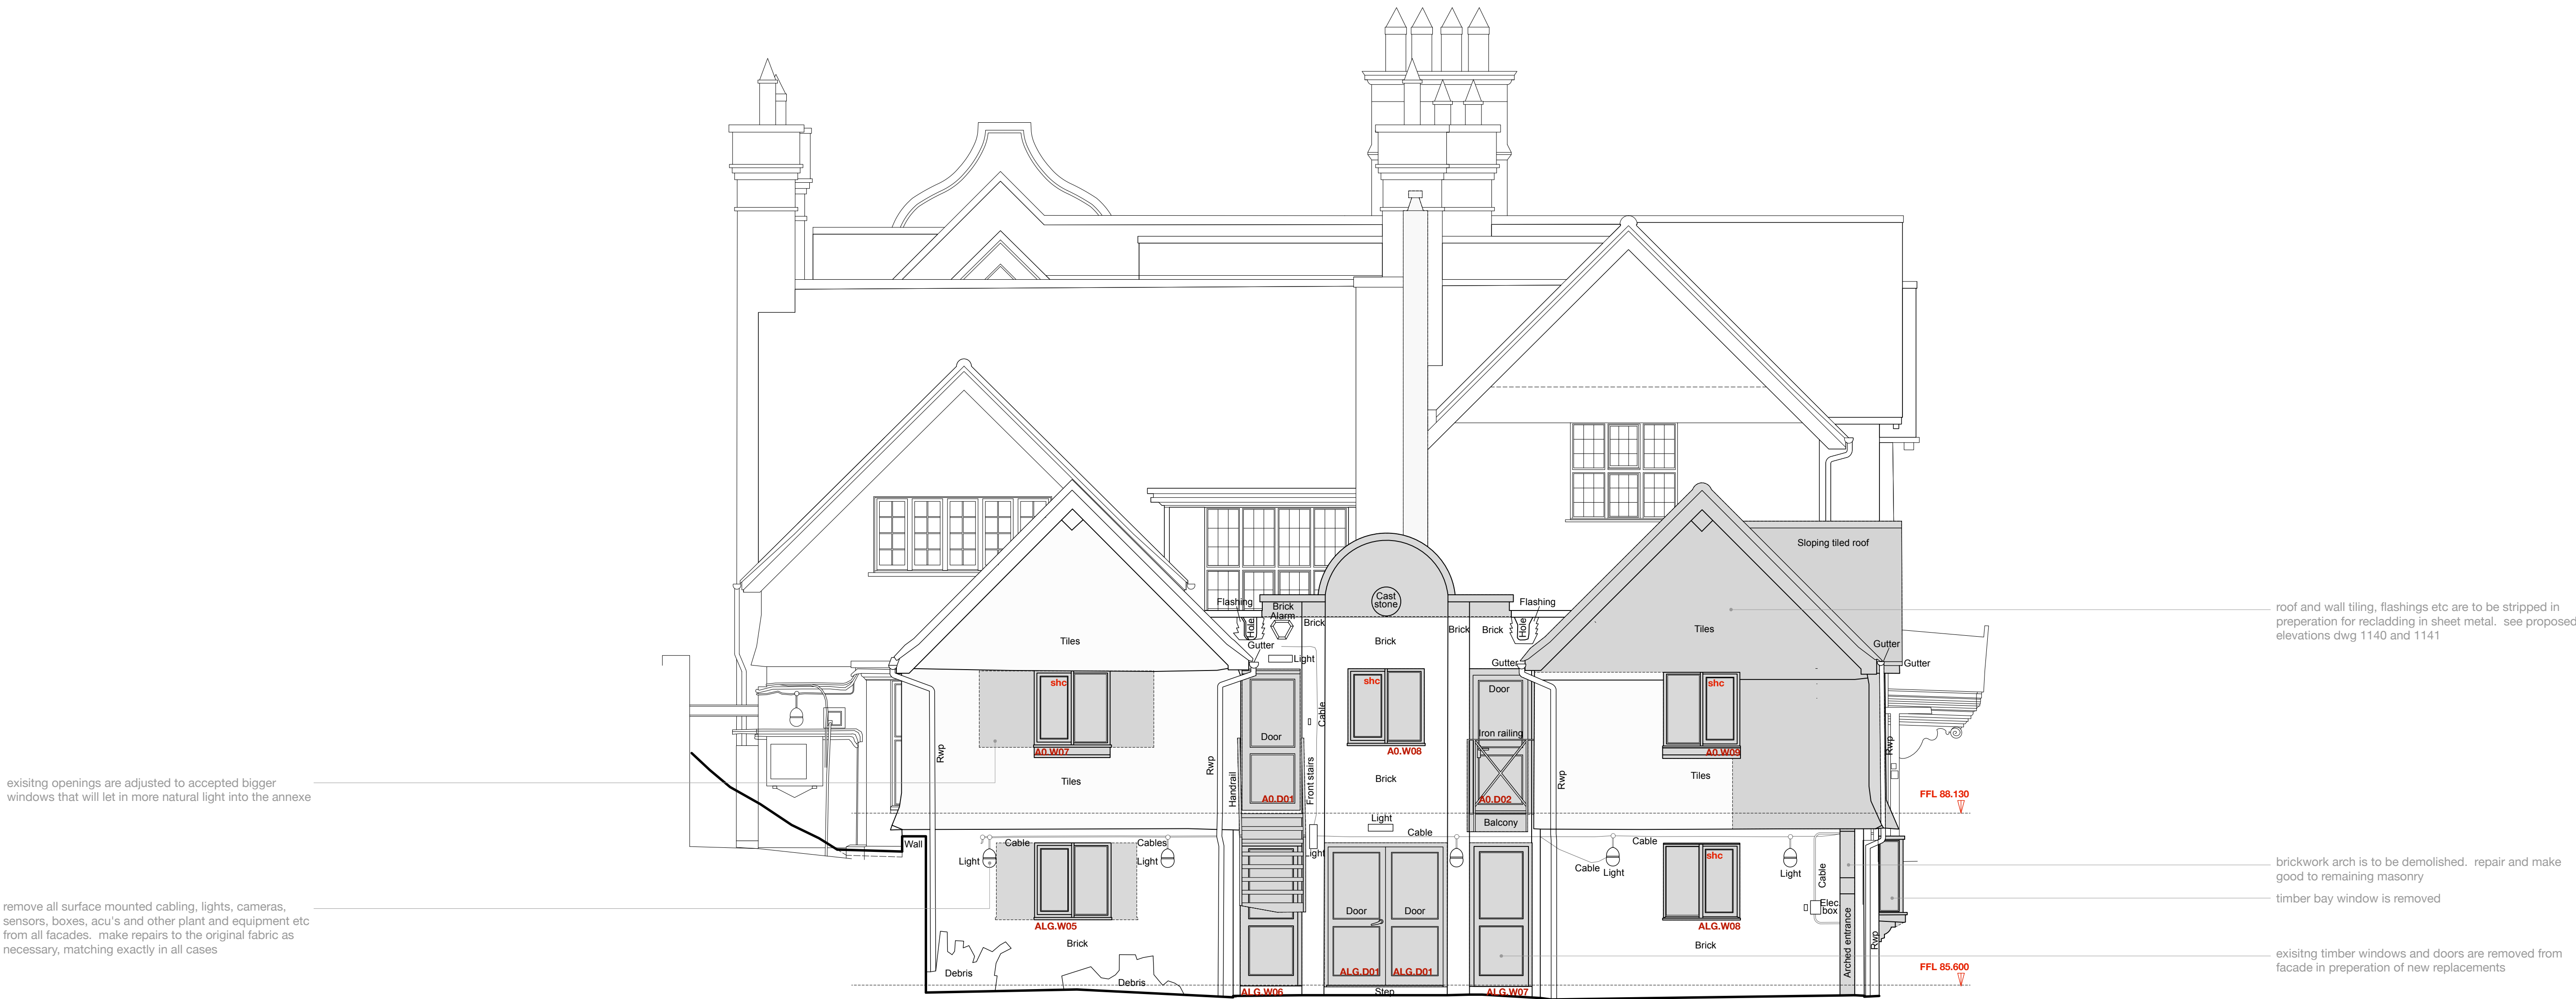 Sloping tiled roof
Cast
stone
Flashing
Brick
Alarm
Brick
Flashing
Hole
Hole
Brick
Brick
Brick
Tiles
Tiles
Gutter
Light
Gutter
Gutter
Gutter
roof and wall tiling, flashings etc are to be stripped in
preperation for recladding in sheet metal.  see proposed
elevations dwg 1140 and 1141
shc
shc
shc
Door
Door
Cable
Iron railing
Rwp
Rwp
Rwp
Rwp
A0.W07
A0.W08
A0.W09
Tiles
Brick
Tiles
Handrail
Front stairs
exisitng openings are adjusted to accepted bigger
windows that will let in more natural light into the annexe
A0.D01
A0.D02
FFL 88.130
Balcony
Light
Cable
Wall
Cable
Cables
Cable
Light
Light
Light
Cable
Light
Light
shc
Cable
brickwork arch is to be demolished.  repair and make
good to remaining masonry
timber bay window is removed
remove all surface mounted cabling, lights, cameras,
sensors, boxes, acu's and other plant and equipment etc
from all facades.  make repairs to the original fabric as
necessary, matching exactly in all cases
Door
Door
Elec.
box
ALG.W05
ALG.W08
Brick
Brick
Arched entrance
Rwp
Debris
Debris
ALG.D01
ALG.D01
exisitng timber windows and doors are removed from
facade in preperation of new replacements
FFL 85.600
ALG.W06
Step
ALG.W07